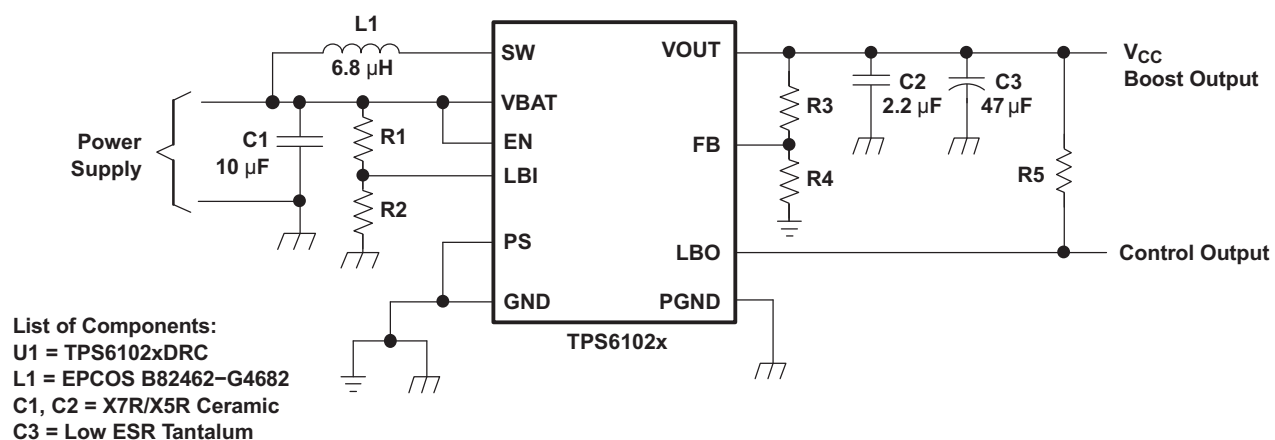 L1
6.8 µH
SW
VOUT
VCC
Boost Output
C2
2.2 µF
C3
47 µF
R3
VBAT
Power
Supply
C1
10 µF
R1
EN
FB
LBI
R4
R5
R2
PS
LBO
Control Output
GND
PGND
TPS6102x
List of Components:
U1 = TPS6102xDRC
L1 = EPCOS B82462−G4682
C1, C2 = X7R/X5R Ceramic
C3 = Low ESR Tantalum